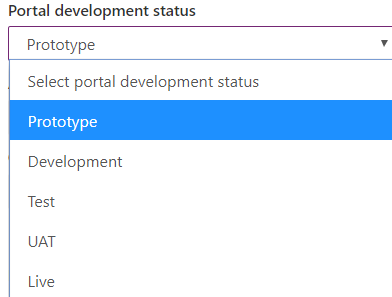 Portal development status
Prototype
Select portal development status
Prototype
Development
Test
UAT
Live